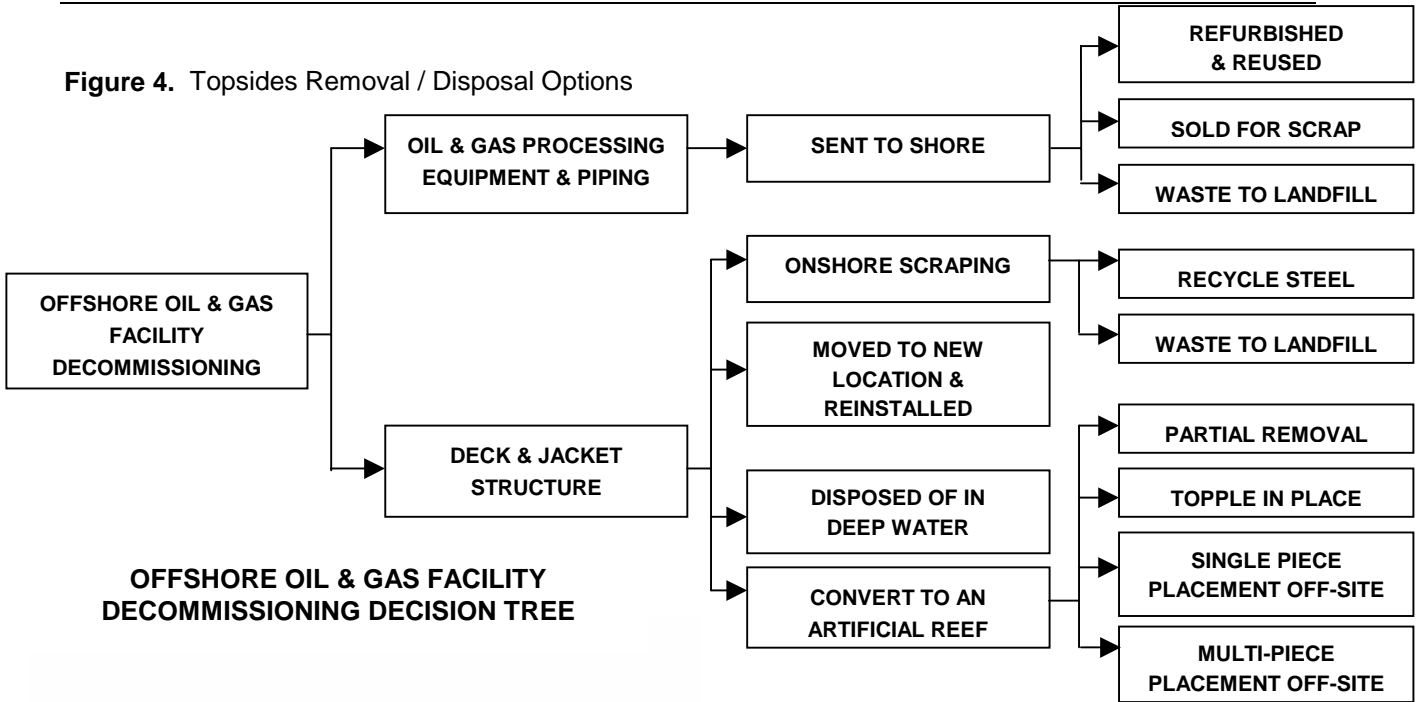 Figure 4. Topsides Removal / Disposal Options
OFFSHORE OIL & GAS
FACILITY
DECOMMISSIONING
OIL & GAS PROCESSING
EQUIPMENT & PIPING
SENT TO SHORE
REFURBISHED
& REUSED
SOLD FOR SCRAP
WASTE TO LANDFILL
DECK & JACKET
STRUCTURE
ONSHORE SCRAPING
RECYCLE STEEL
WASTE TO LANDFILL
MOVED TO NEW
LOCATION &
REINSTALLED
DISPOSED OF IN
DEEP WATER
CONVERT TO AN
ARTIFICIAL REEF
PARTIAL REMOVAL
TOPPLE IN PLACE
SINGLE PIECE
PLACEMENT OFF-SITE
MULTI-PIECE
PLACEMENT OFF-SITE
OFFSHORE OIL & GAS FACILITY
DECOMMISSIONING DECISION TREE